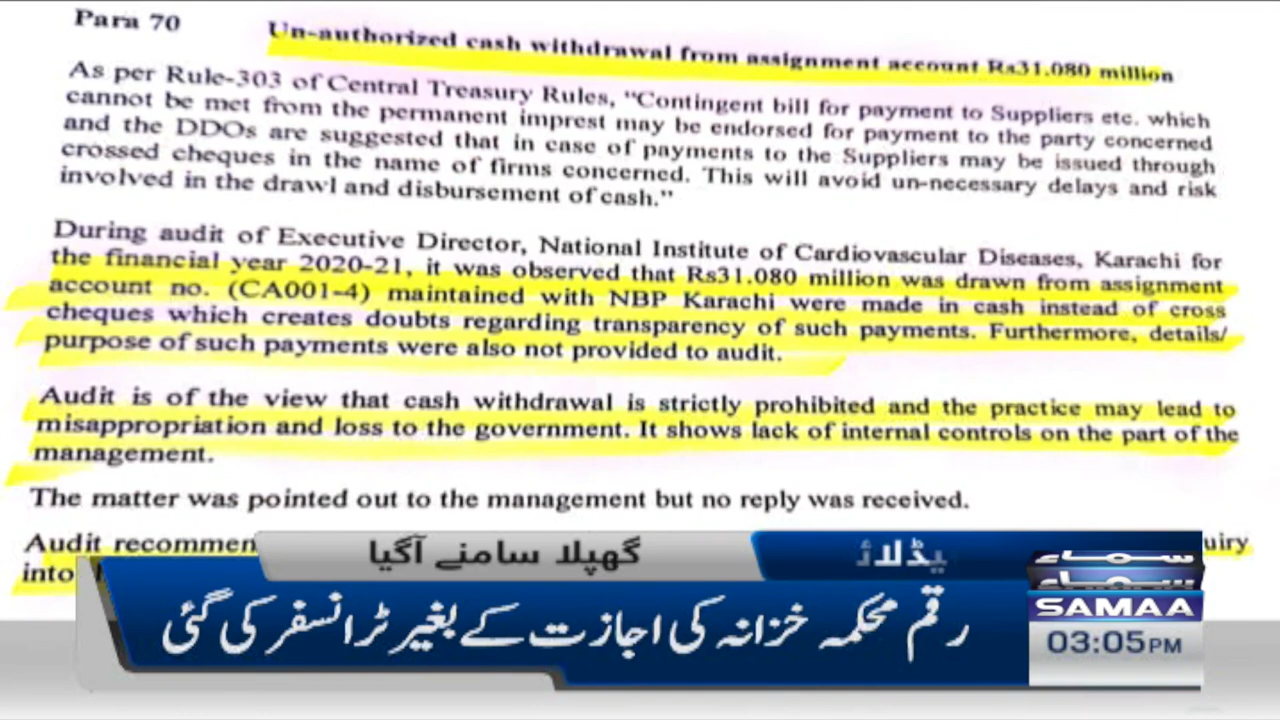 Para 70
Un-authorized cash withdrawal from assignment account Rs31.080 million
As per Rule-303 of Central Treasury Rules, "Contingent bill for payment to Suppliers etc. which
cannot be met from the permanent imprest may be endorsed for payment to the party concerned
and the DDOs are suggested that in case of payments to the Suppliers may be issued through
crossed cheques in the name of firms concerned. This will avoid un-necessary delays and risk
involved in the drawl and disbursement of cash."
During audit of Executive Director, National Institute of Cardiovascular Diseases, Karachi for
the financial year 2020-21, it was observed that Rs31.080 million was drawn from assignment
account no. (CA001-4) maintained with NBP Karachi were made in cash instead of cross
cheques which creates doubts regarding transparency of such payments. Furthermore, details/
purpose of such payments were also not provided to audit.
Audit is of the view that cash withdrawal is strictly prohibited and the practice may lead to
misappropriation and loss to the government. It shows lack of internal controls on the part of the
management.
The matter was pointed out to the management but no reply was received.
Audit recommen
into
گھپلا سامنے آگیا
رقم محکمہ خزانہ کی اجازت کے بغیر ٹرانسفر کی گئی
SAMAA
03:05PM